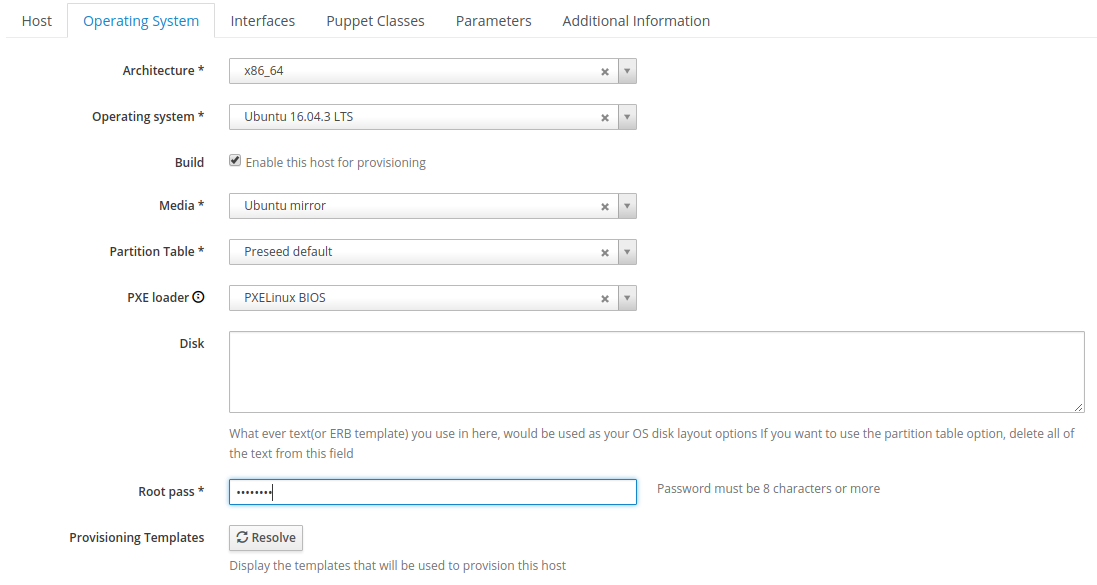 Host Operating System Interfaces Puppet Classes Parameters Additional Information
Architecture * x86_64
Operating system * Ubuntu 16.04.3 LTS
Build Enable this host for provisioning
Media * Ubuntu mirror
Partition Table * Preseed default
PXE loader PXELinux BIOS
Disk
What ever text(or ERB template) you use in here, would be used as your OS disk layout options If you want to use the partition table option, delete all of
the text from this field
Root pass * •••••••• Password must be 8 characters or more
Provisioning Templates Resolve
Display the templates that will be used to provision this host